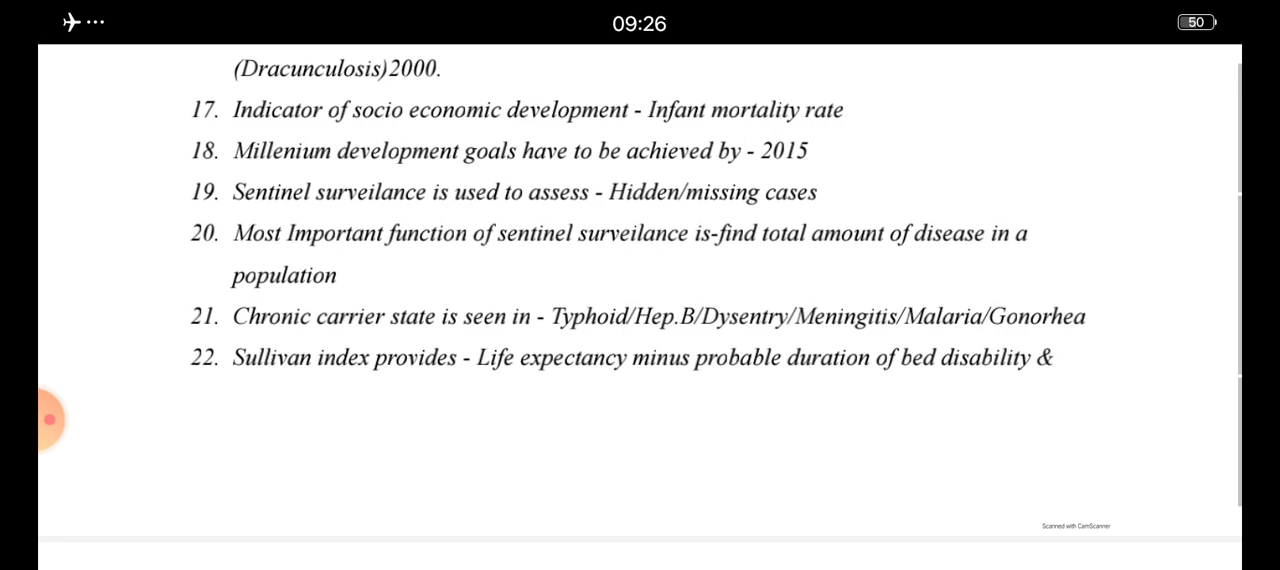 09:26
50
(Dracunculosis)2000.
17. Indicator of socio economic development - Infant mortality rate
18. Millenium development goals have to be achieved by - 2015
19. Sentinel surveilance is used to assess - Hidden/missing cases
20. Most Important function of sentinel surveilance is-find total amount of disease in a
population
21. Chronic carrier state is seen in - Typhoid/Hep.B/Dysentry/Meningitis/Malaria/Gonorhea
22. Sullivan index provides - Life expectancy minus probable duration of bed disability &
Scanned with CamScanner